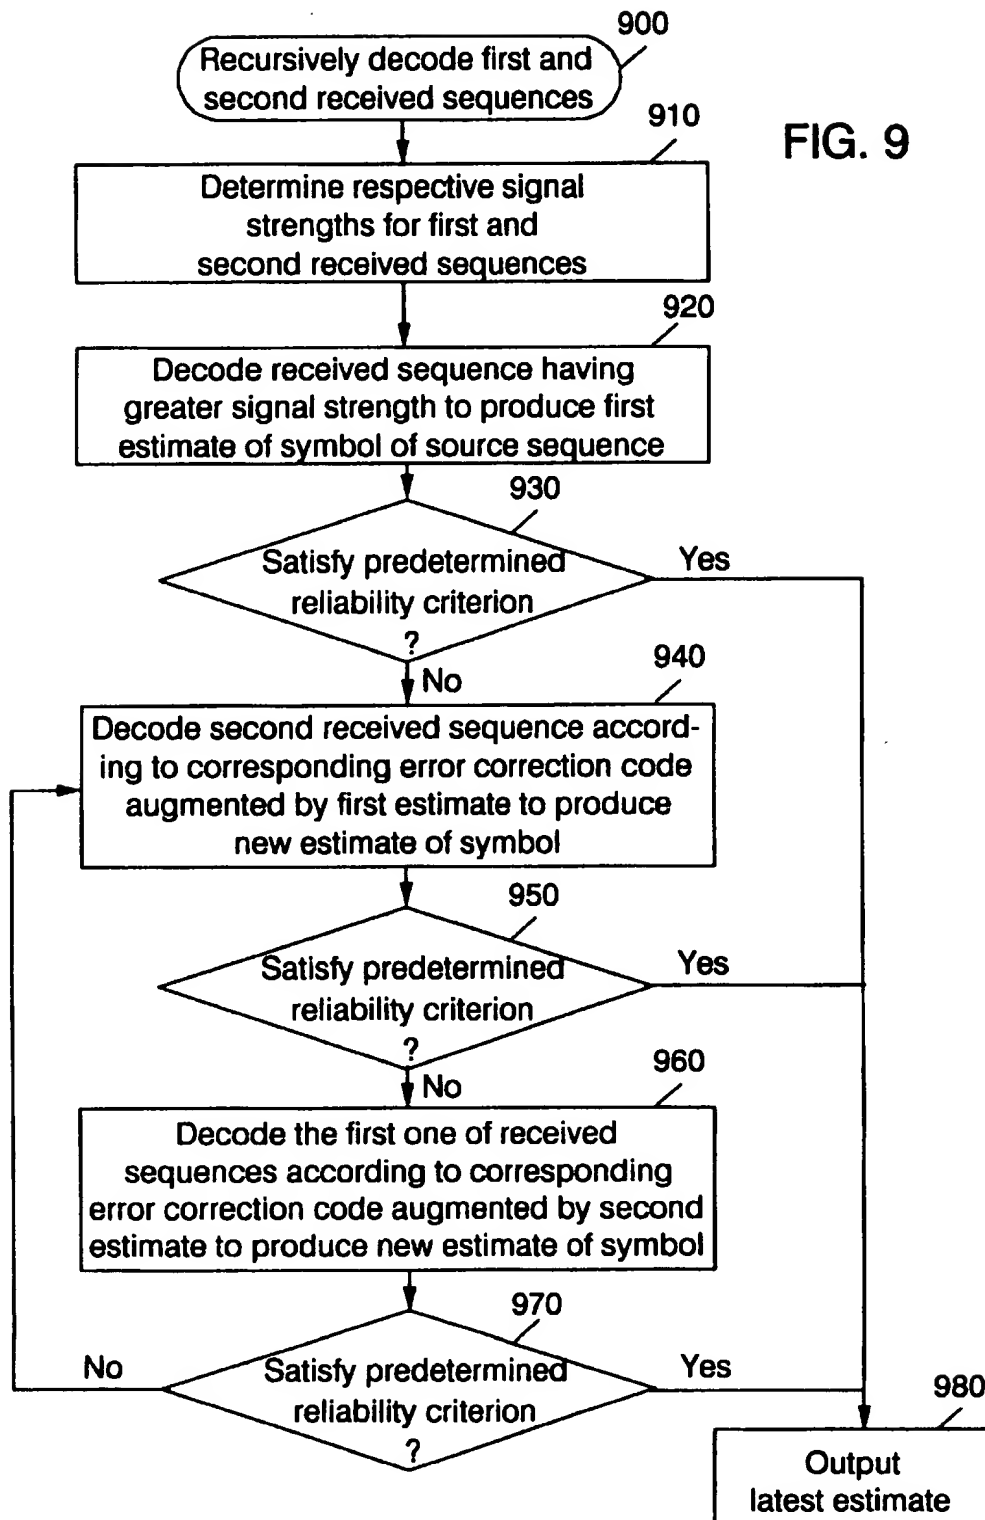 900
Recursively decode first and
second received sequences
FIG. 9
910
Determine respective signal
strengths for first and
second received sequences
920
Decode received sequence having
greater signal strength to produce first
estimate of symbol of source sequence
930
Satisfy predetermined
reliability criterion
?
Yes
No
940
Decode second received sequence accord-
ing to corresponding error correction code
augmented by first estimate to produce
new estimate of symbol
950
Satisfy predetermined
reliability criterion
?
Yes
No
960
Decode the first one of received
sequences according to corresponding
error correction code augmented by second
estimate to produce new estimate of symbol
970
Satisfy predetermined
reliability criterion
?
No
Yes
980
Output
latest estimate